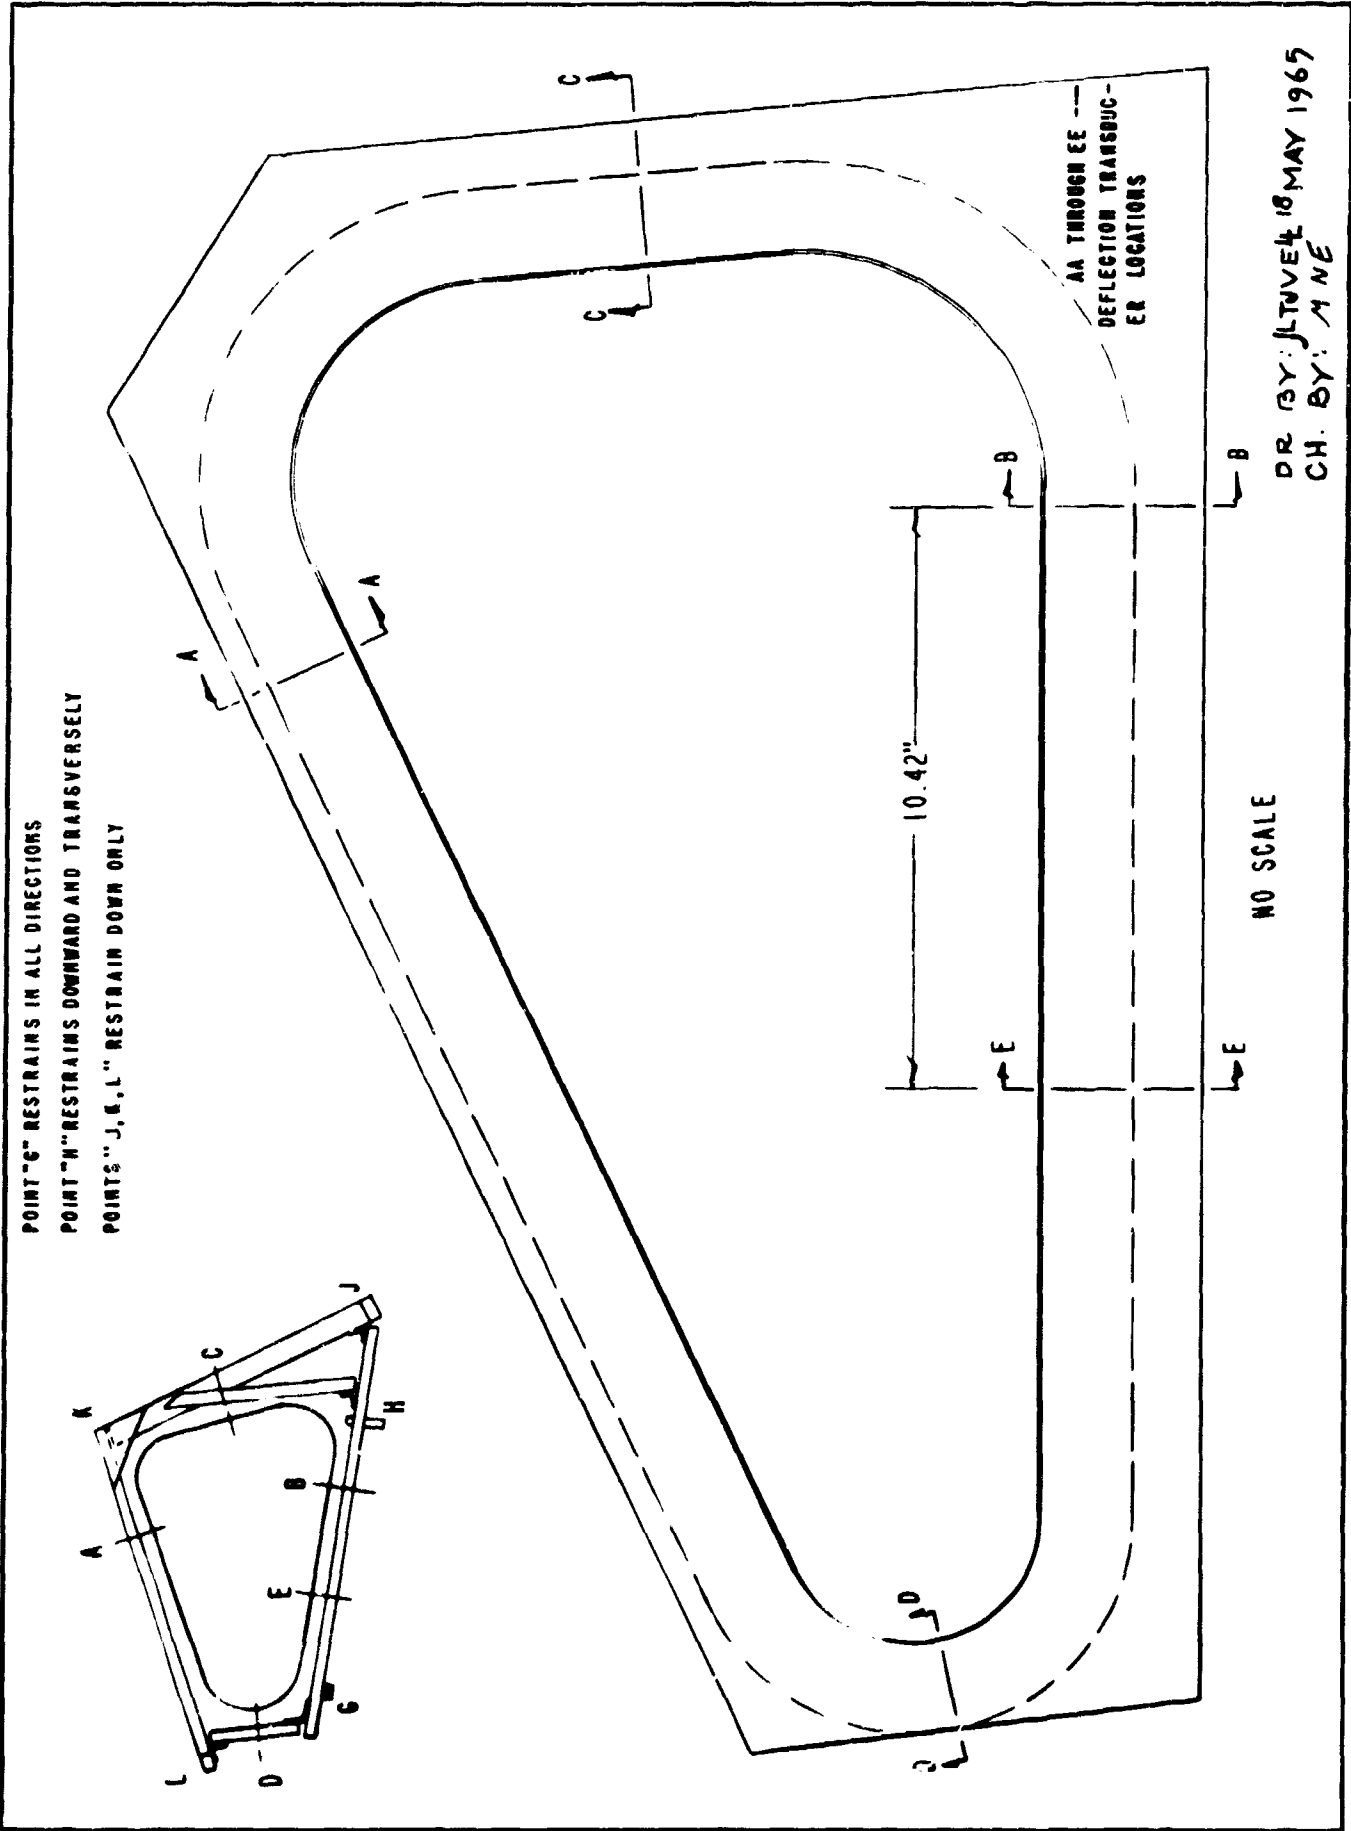 POINT "G" RESTRAINS IN ALL DIRECTIONS
POINT "H" RESTRAINS DOWNWARD AND TRANSVERSELY
POINTS "J, K, L" RESTRAIN DOWN ONLY
K
J
C
A
H
B
E
G
L
D
A
A
C
C
AA THROUGH EE ---
DEFLECTION TRANSDUC-
ER LOCATIONS
10.42"
E
B
E
B
D
D
NO SCALE
DR BY: 18 MAY 1965
CH. BY: